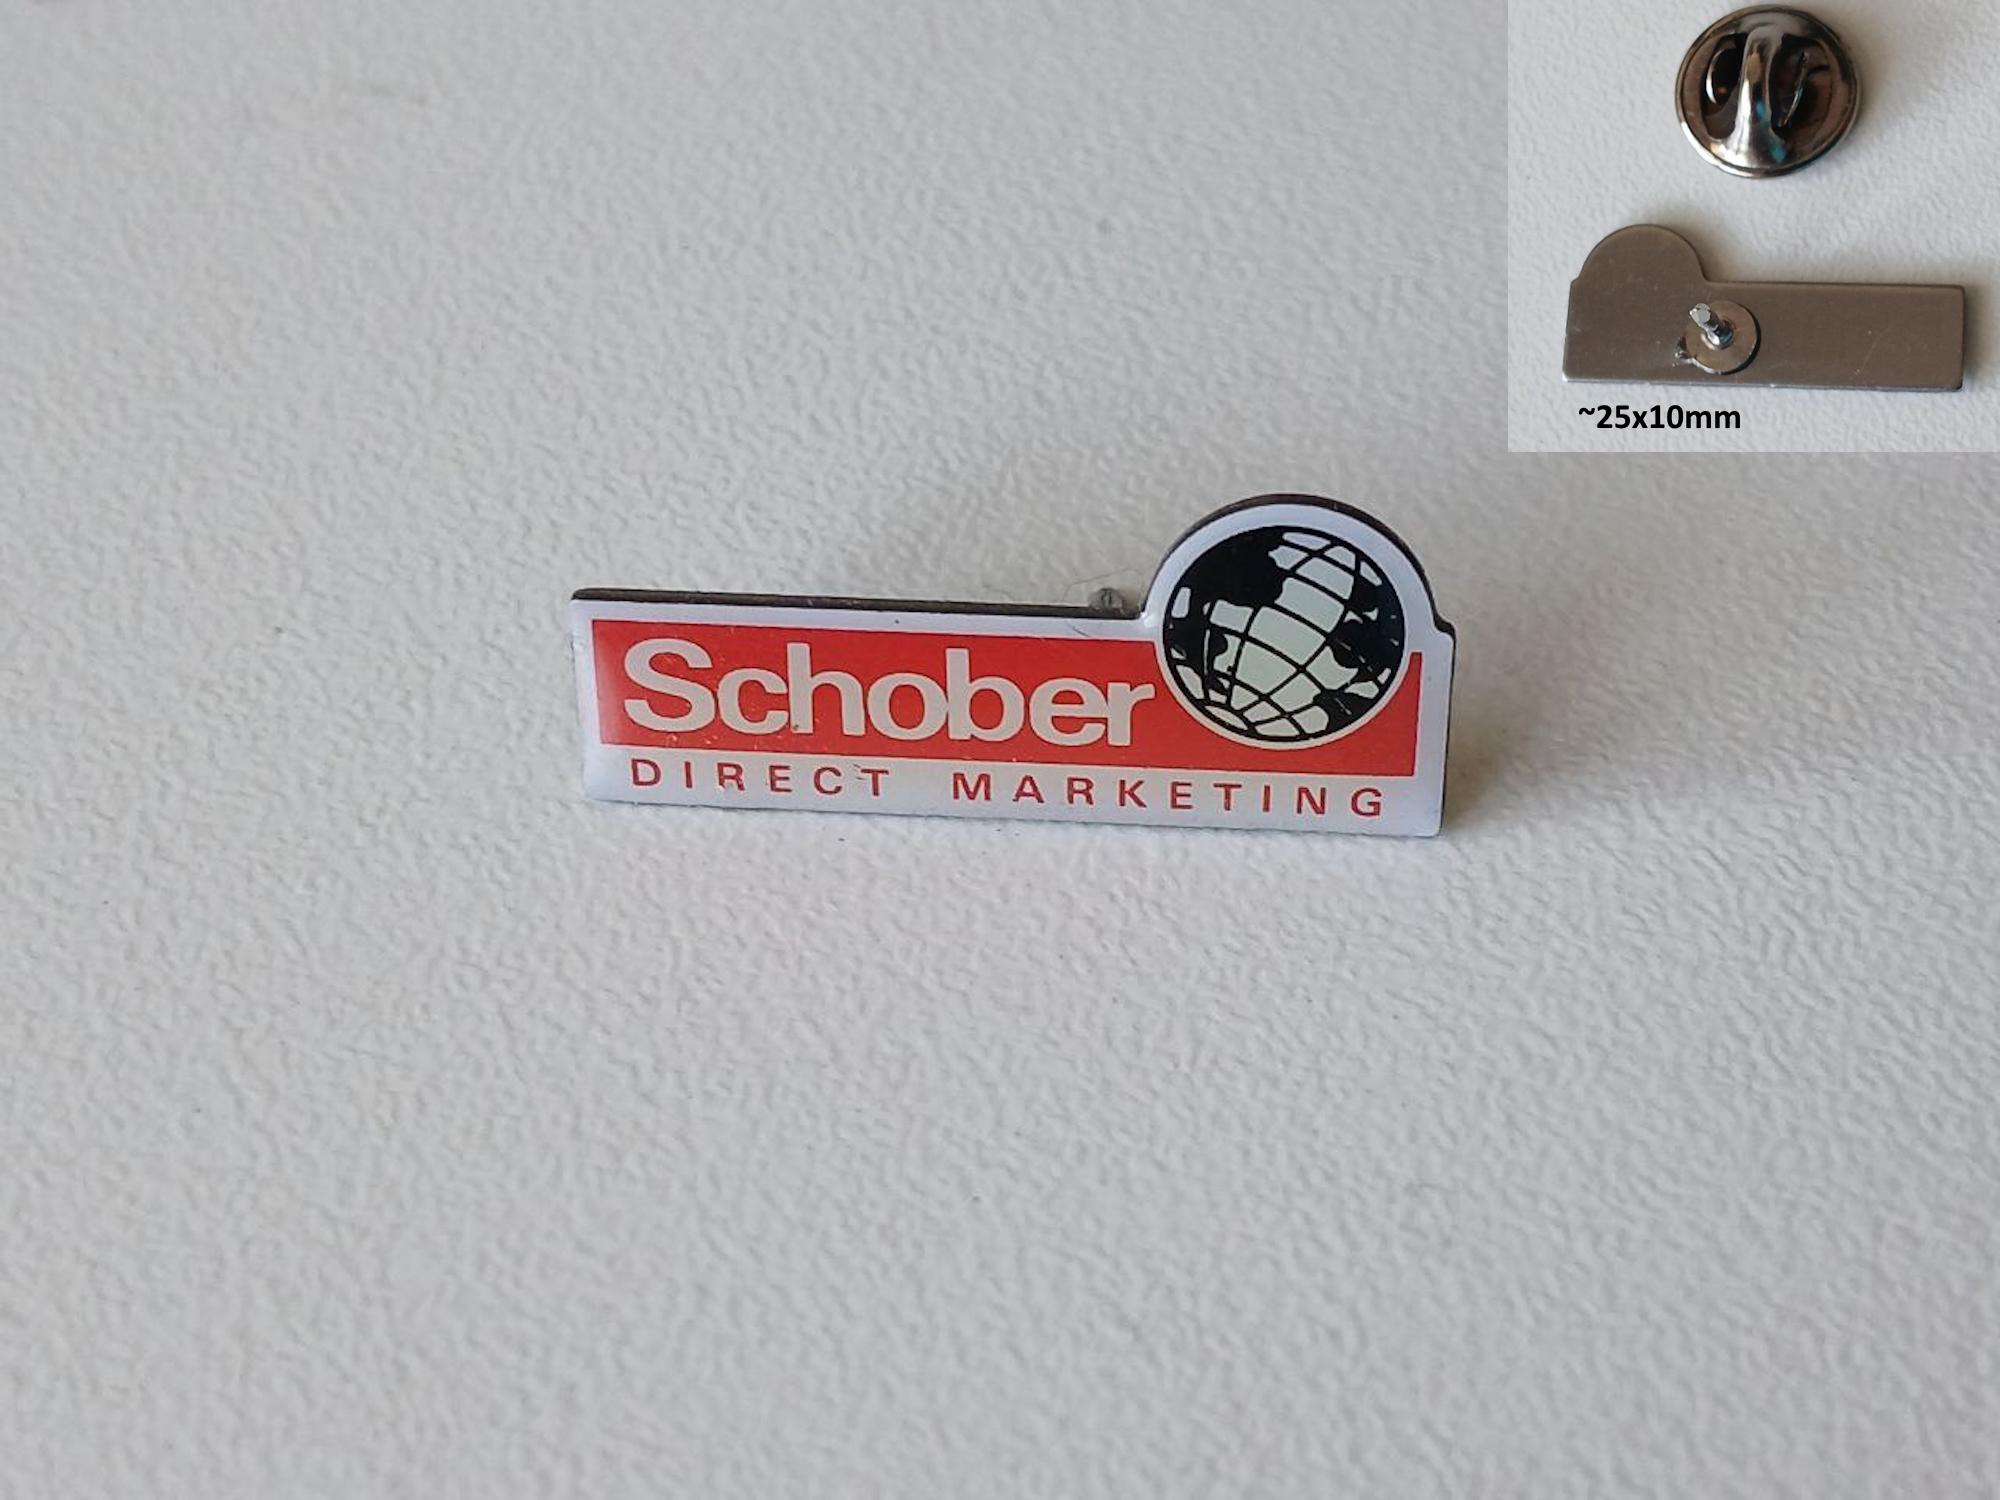 ~25x10mm
Schober
DIRECT MARKETING